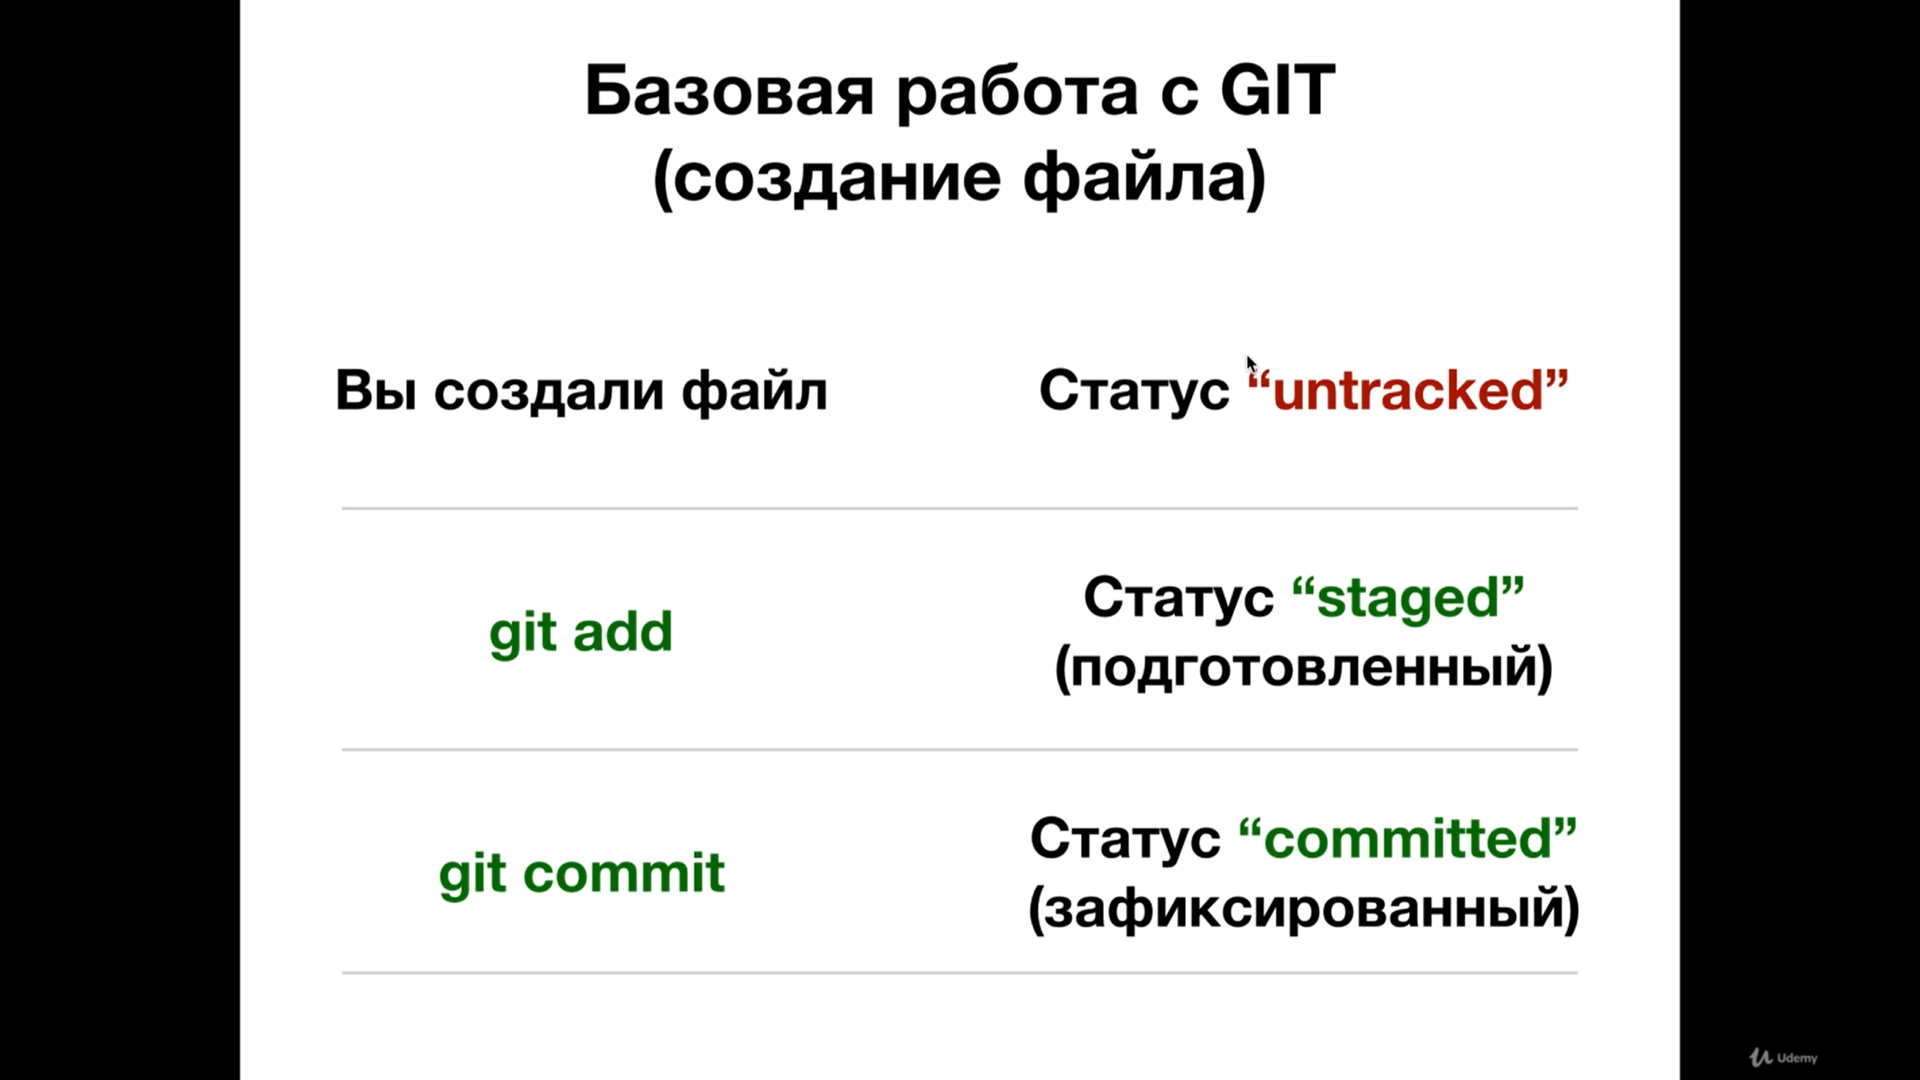 Базовая работа с GIT
(создание файла)
Вы создали файл
Статус “untracked”
git add
Статус “staged”
(подготовленный)
git commit
Статус “committed”
(зафиксированный)
Udemy